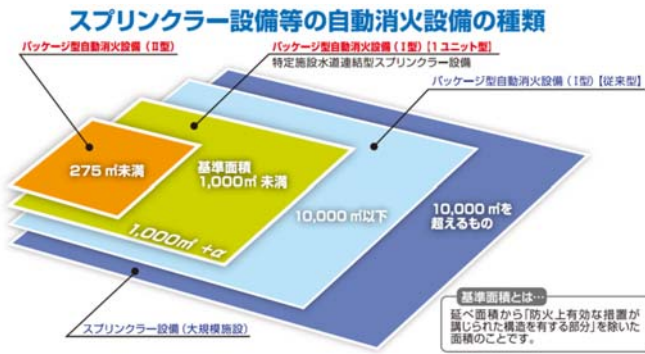 スプリンクラー設備等の自動消火設備の種類
パッケージ型自動消火設備（Ⅱ型）
パッケージ型自動消火設備（Ⅰ型）［1ユニット型］
特定施設水道連結型スプリンクラー設備
パッケージ型自動消火設備（Ⅰ型）［従来型］
275㎡未満
基準面積
1,000㎡未満
10,000㎡以下
10,000㎡を
超えるもの
1,000㎡+α
スプリンクラー設備（大規模施設）
基準面積とは…
延べ面積から「防火上有効な措置が
講じられた構造を有する部分」を除いた
面積のことです。